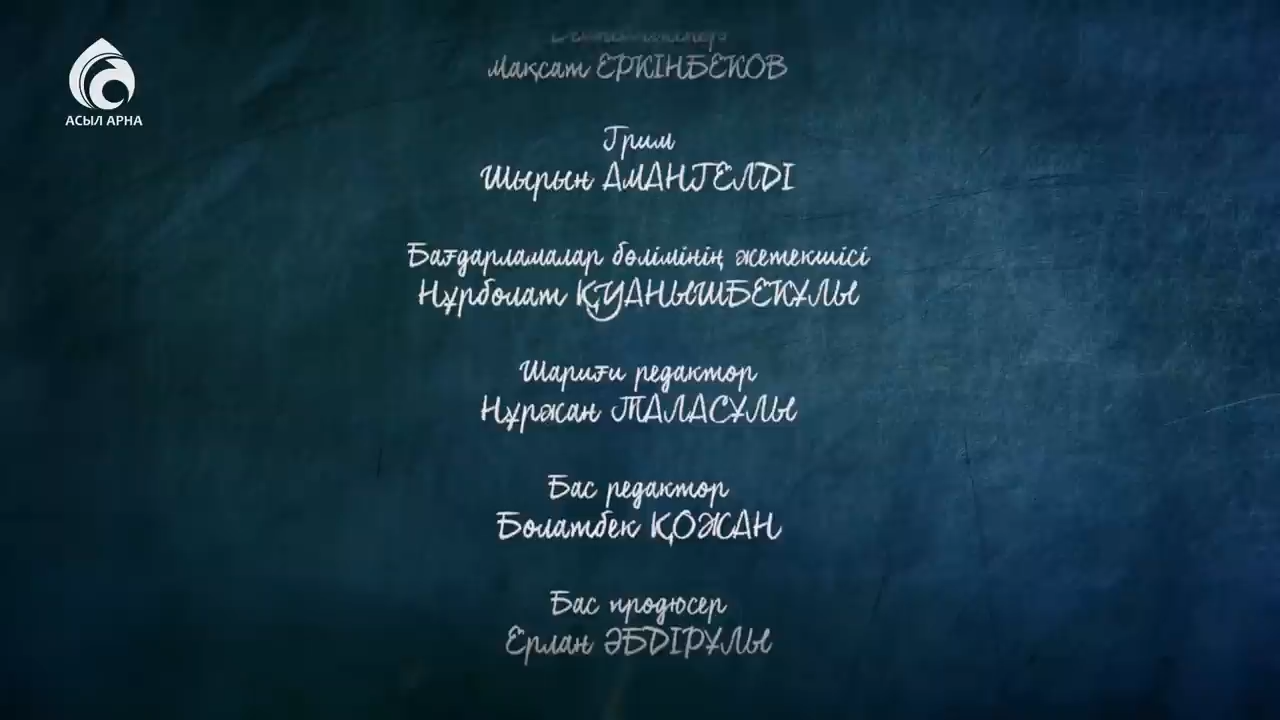 АСЫЛ АРНА
Мақсат ЕРКІНБЕКОВ
Грим
Шырын АМАНГЕЛДІ
Бағдарламалар бөлімінің жетекшісі
Нұрболат ҚУАНЫШБЕКҰЛЫ
Шариғи редактор
Нұржан ТАЛАСҰЛЫ
Бас редактор
Болатбек ҚОЖАН
Бас продюсер
Ерлан ӘБДІРҰЛЫ